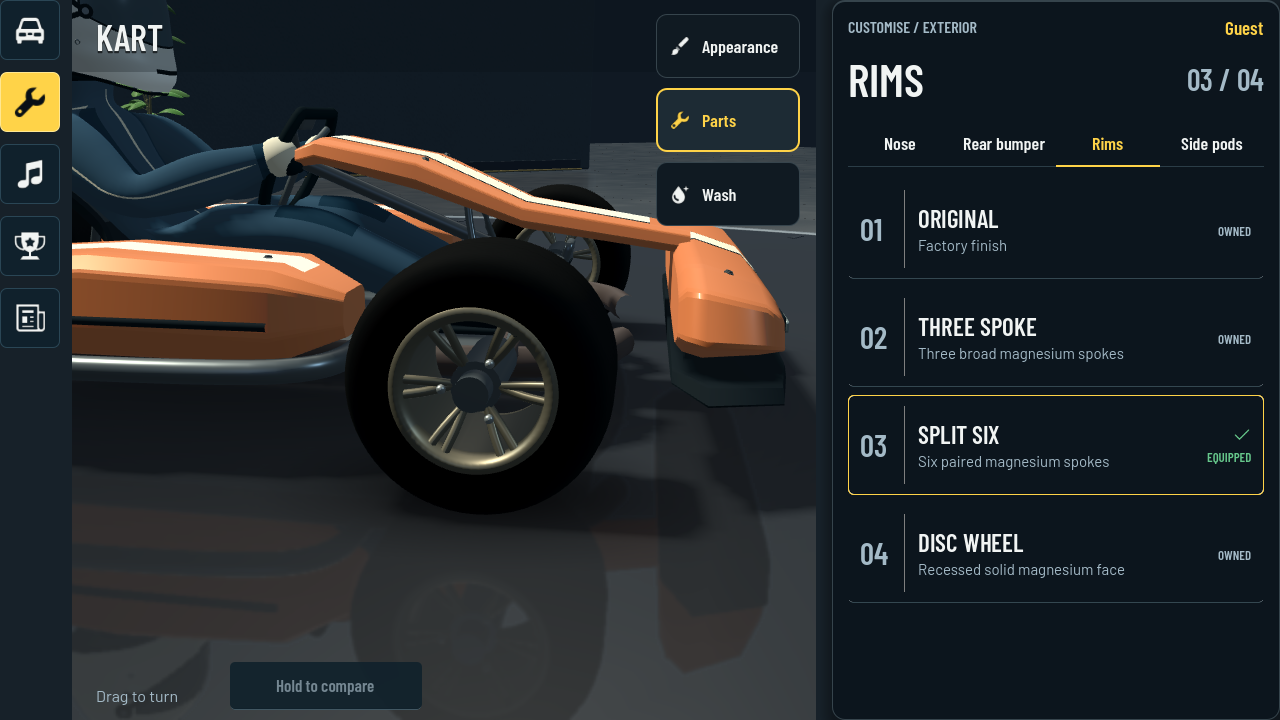 KART
Appearance
Parts
Wash
Drag to turn
Hold to compare
CUSTOMISE / EXTERIOR
Guest
RIMS
03 / 04
Nose
Rear bumper
Rims
Side pods
01
ORIGINAL
Factory finish
OWNED
02
THREE SPOKE
Three broad magnesium spokes
OWNED
03
SPLIT SIX
Six paired magnesium spokes
EQUIPPED
04
DISC WHEEL
Recessed solid magnesium face
OWNED